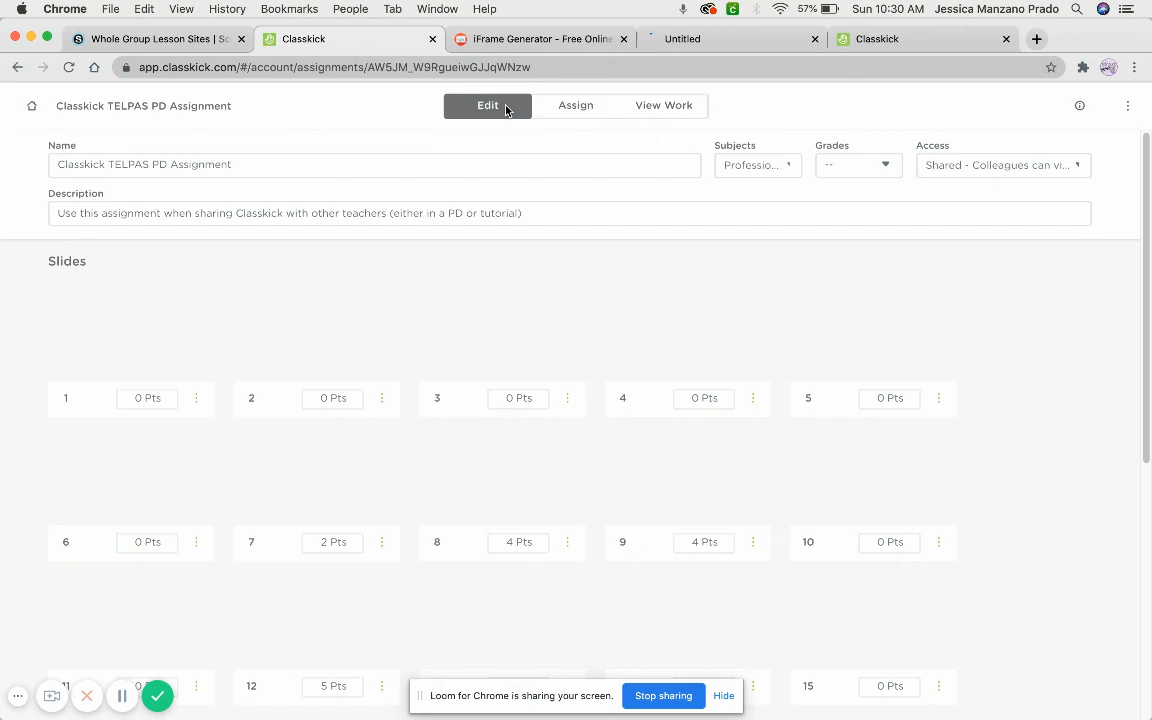 Chrome File Edit View History Bookmarks People Tab Window Help 57% Sun 10:30 AM Jessica Manzano Prado
Whole Group Lesson Sites | Sc Classkick iFrame Generator - Free Online Untitled Classkick
app.classkick.com/#/account/assignments/AW5JM_W9RgueiwGJJqWNzw
Classkick TELPAS PD Assignment Edit Assign View Work
Name Subjects Grades Access
Classkick TELPAS PD Assignment Professio... -- Shared - Colleagues can vi...
Description
Use this assignment when sharing Classkick with other teachers (either in a PD or tutorial)
Slides
1 0 Pts 2 0 Pts 3 0 Pts 4 0 Pts 5 0 Pts
6 0 Pts 7 2 Pts 8 4 Pts 9 4 Pts 10 0 Pts
11 12 5 Pts 15 0 Pts
Loom for Chrome is sharing your screen. Stop sharing Hide